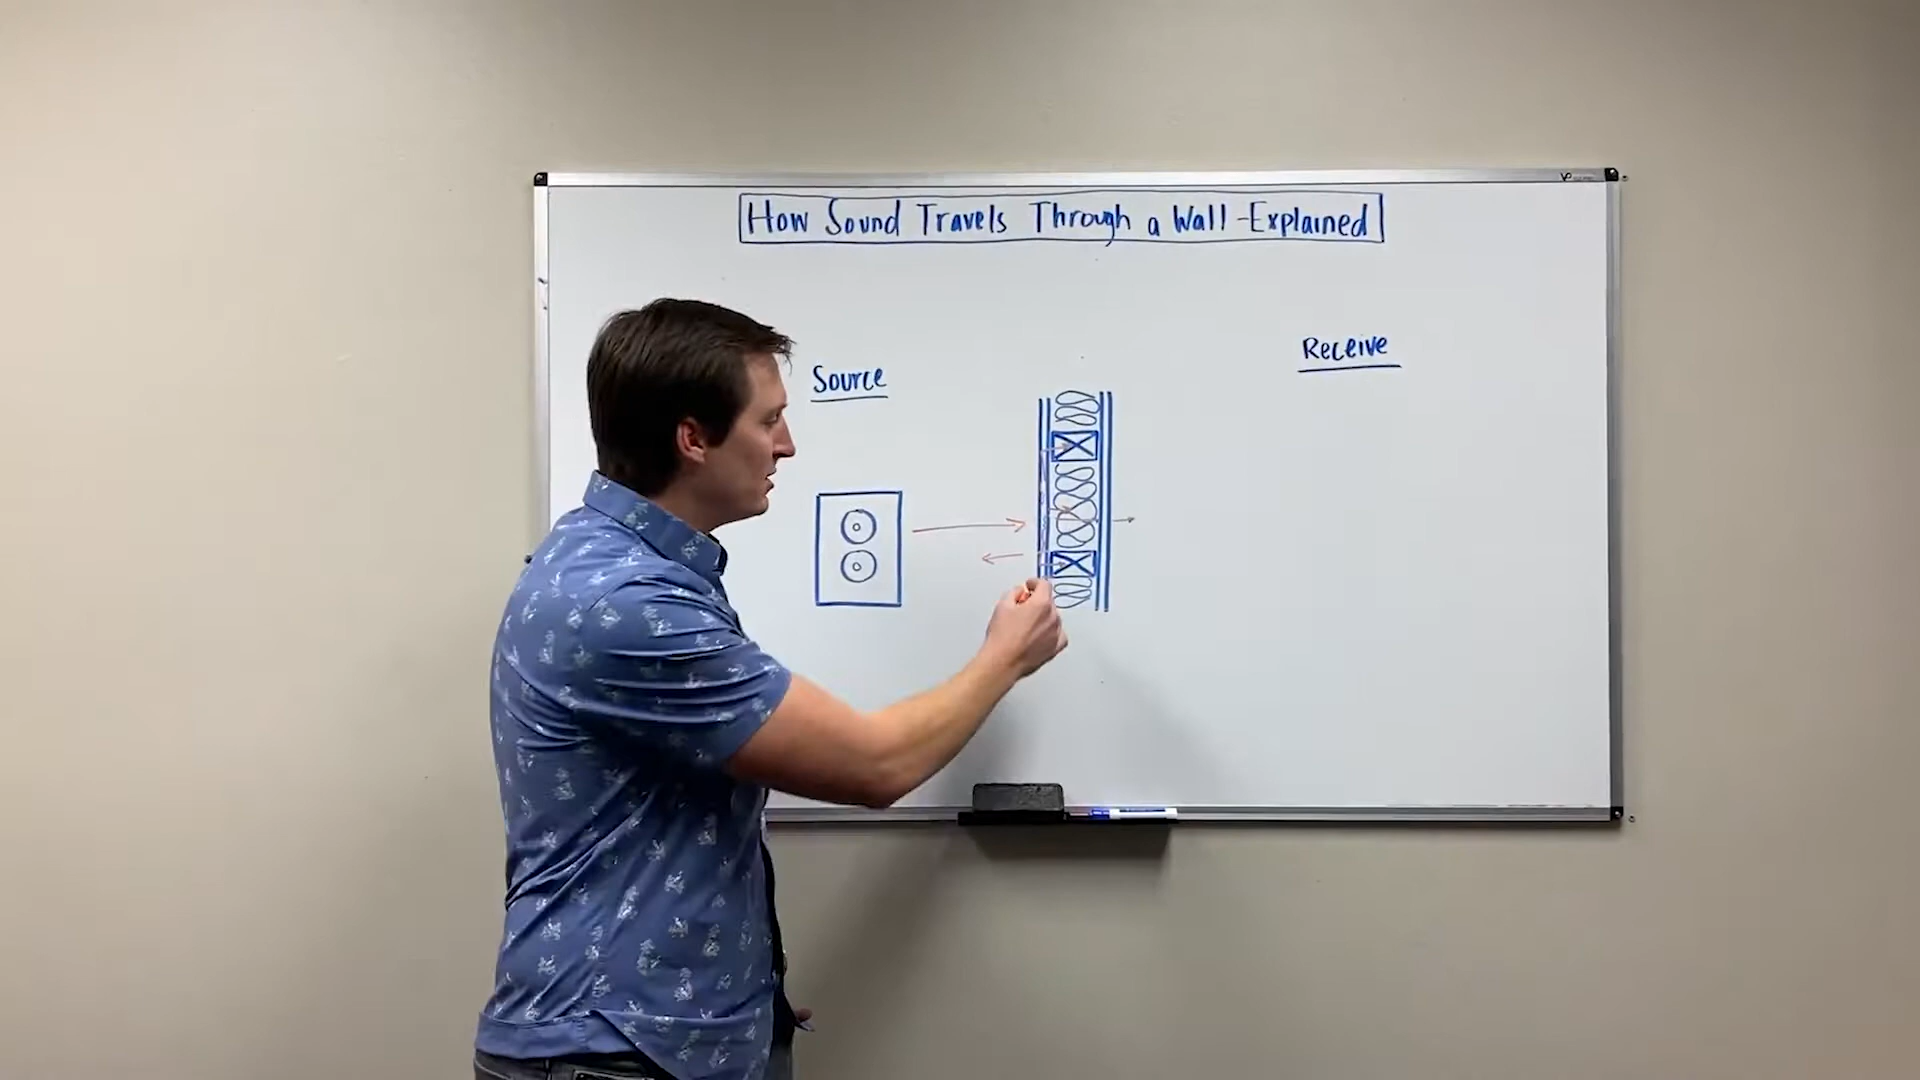 How Sound Travels Through a Wall - Explained
Receive
Source